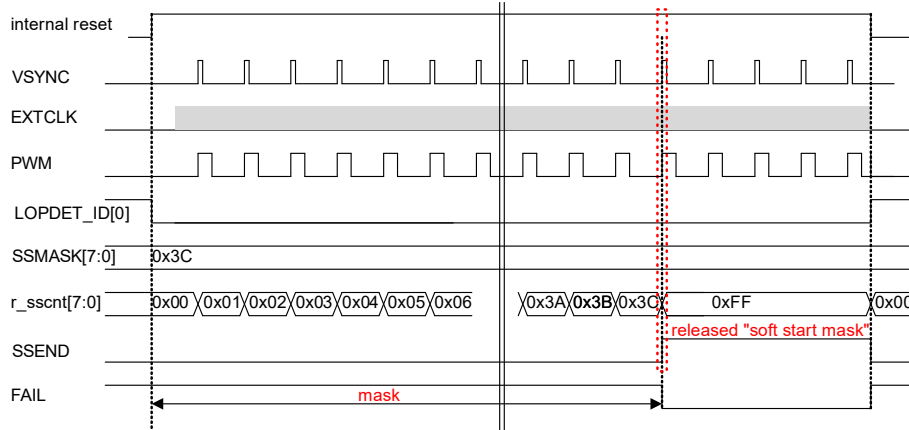 internal reset
VSYNC
EXTCLK
PWM
LOPDET_ID[0]
SSMASK[7:0] 0x3C
r_sscnt[7:0] 0x00 0x01 0x02 0x03 0x04 0x05 0x06 0x3A 0x3B 0x3C 0xFF 0x00
released "soft start mask"
SSEND
FAIL mask